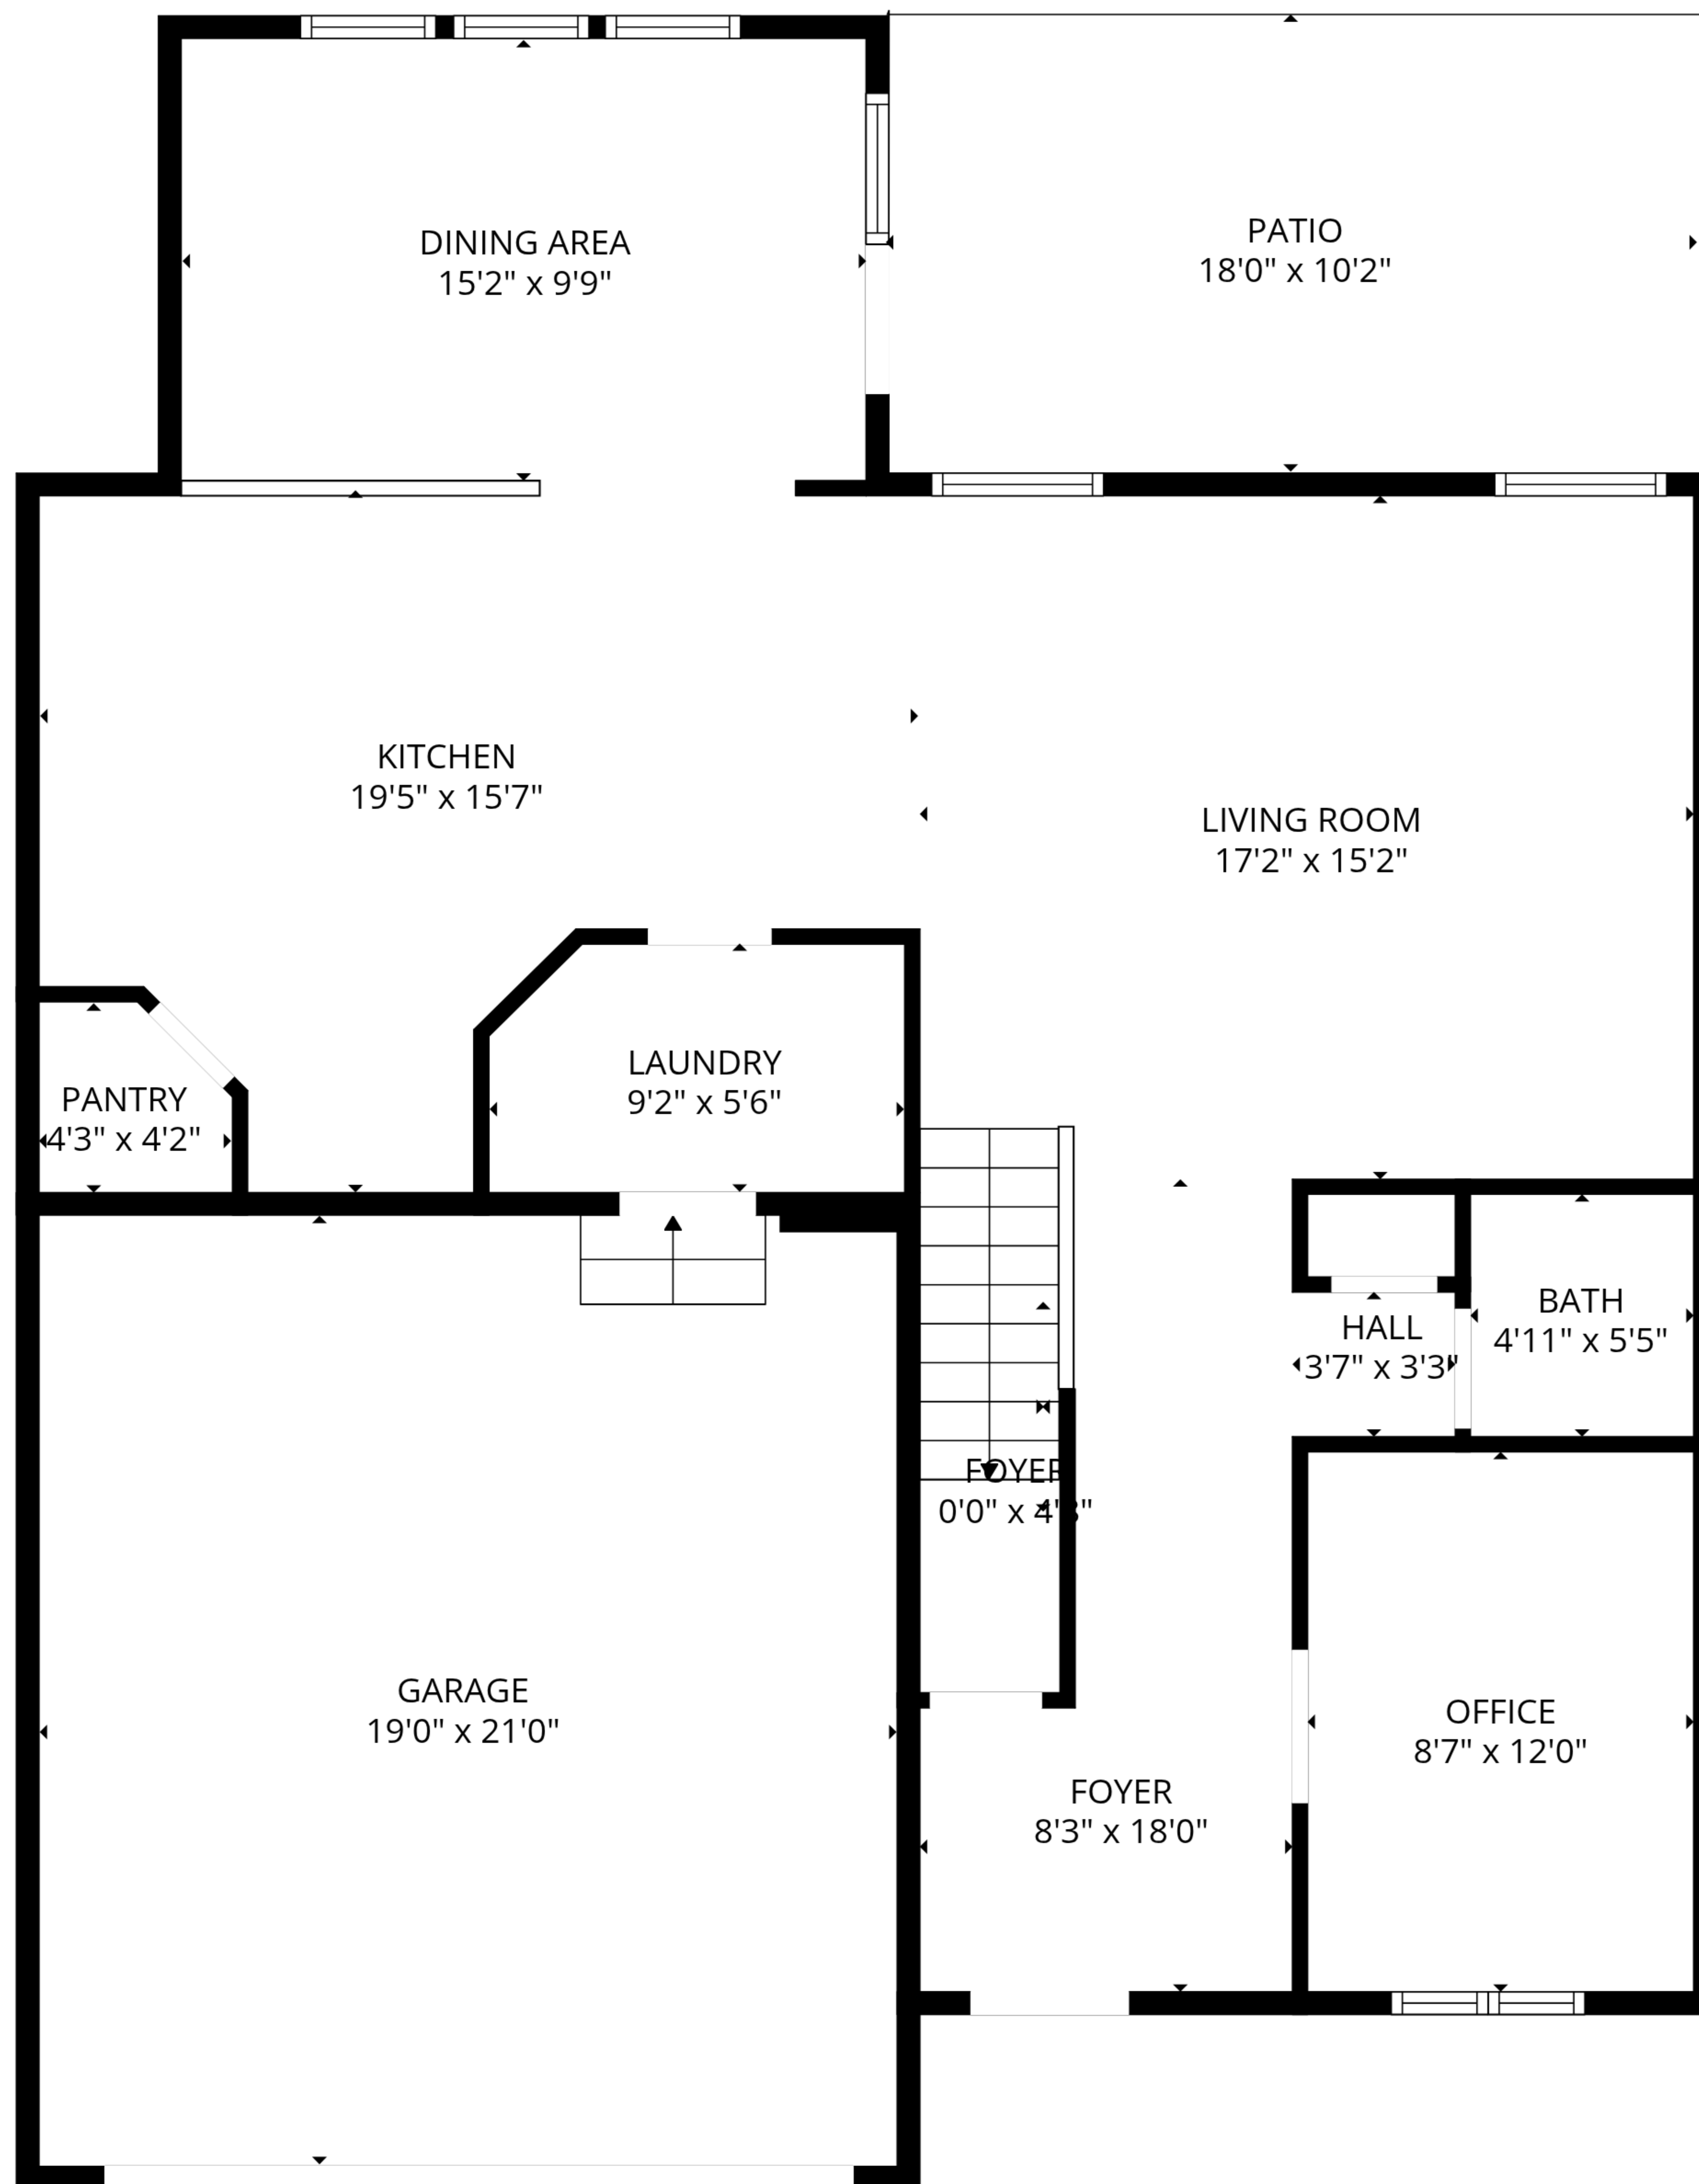 DINING AREA
15'2" x 9'9"
PATIO
18'0" x 10'2"
KITCHEN
19'5" x 15'7"
LIVING ROOM
17'2" x 15'2"
PANTRY
4'3" x 4'2"
LAUNDRY
9'2" x 5'6"
BATH
4'11" x 5'5"
HALL
3'7" x 3'3"
FOYER
0'0" x
GARAGE
19'0" x 21'0"
OFFICE
8'7" x 12'0"
FOYER
8'3" x 18'0"